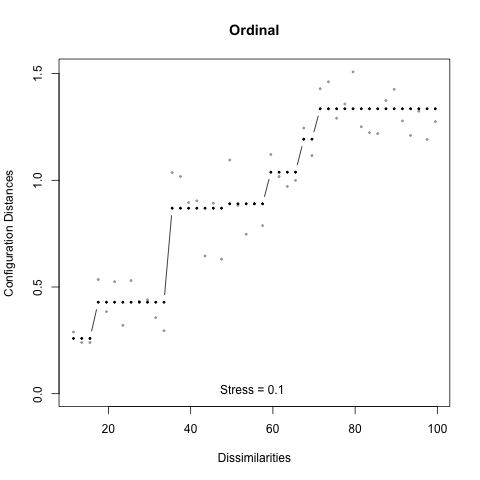 Ordinal
1.5
1.0
0.5
0.0
Configuration Distances
Stress = 0.1
20 40 60 80 100
Dissimilarities